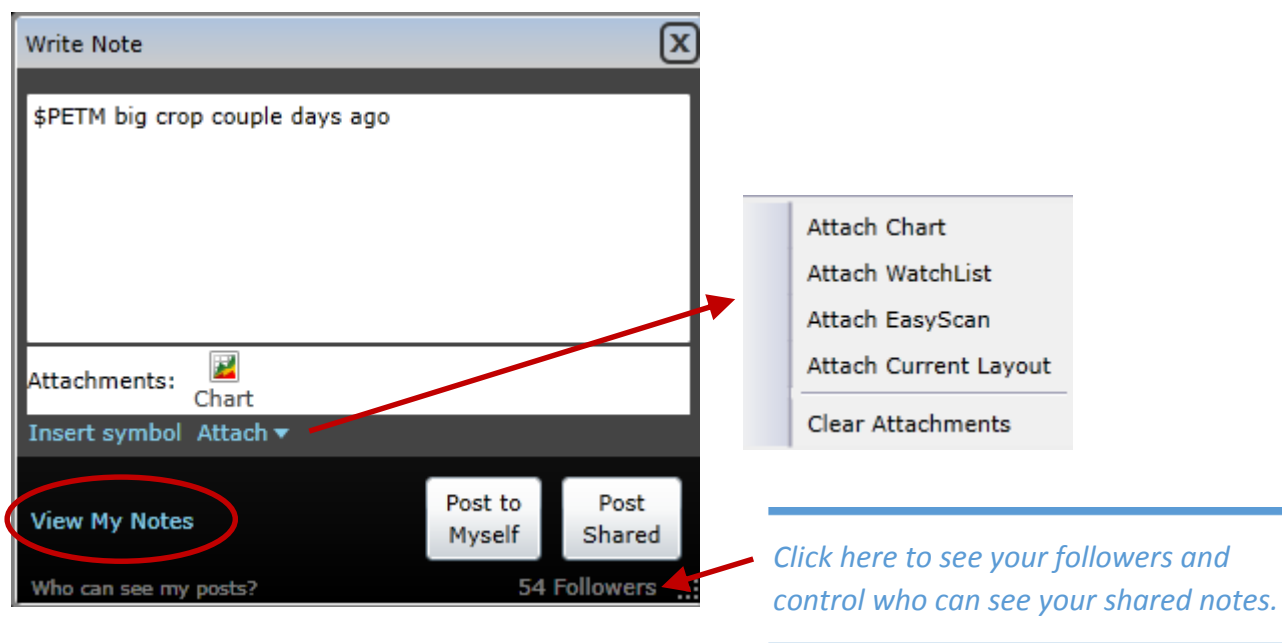 Write Note
X
$PETM big crop couple days ago
Attachments:
Chart
Insert symbol Attach
View My Notes
Post to
Myself
Post
Shared
Who can see my posts?
54 Followers
Attach Chart
Attach WatchList
Attach EasyScan
Attach Current Layout
Clear Attachments
Click here to see your followers and
control who can see your shared notes.